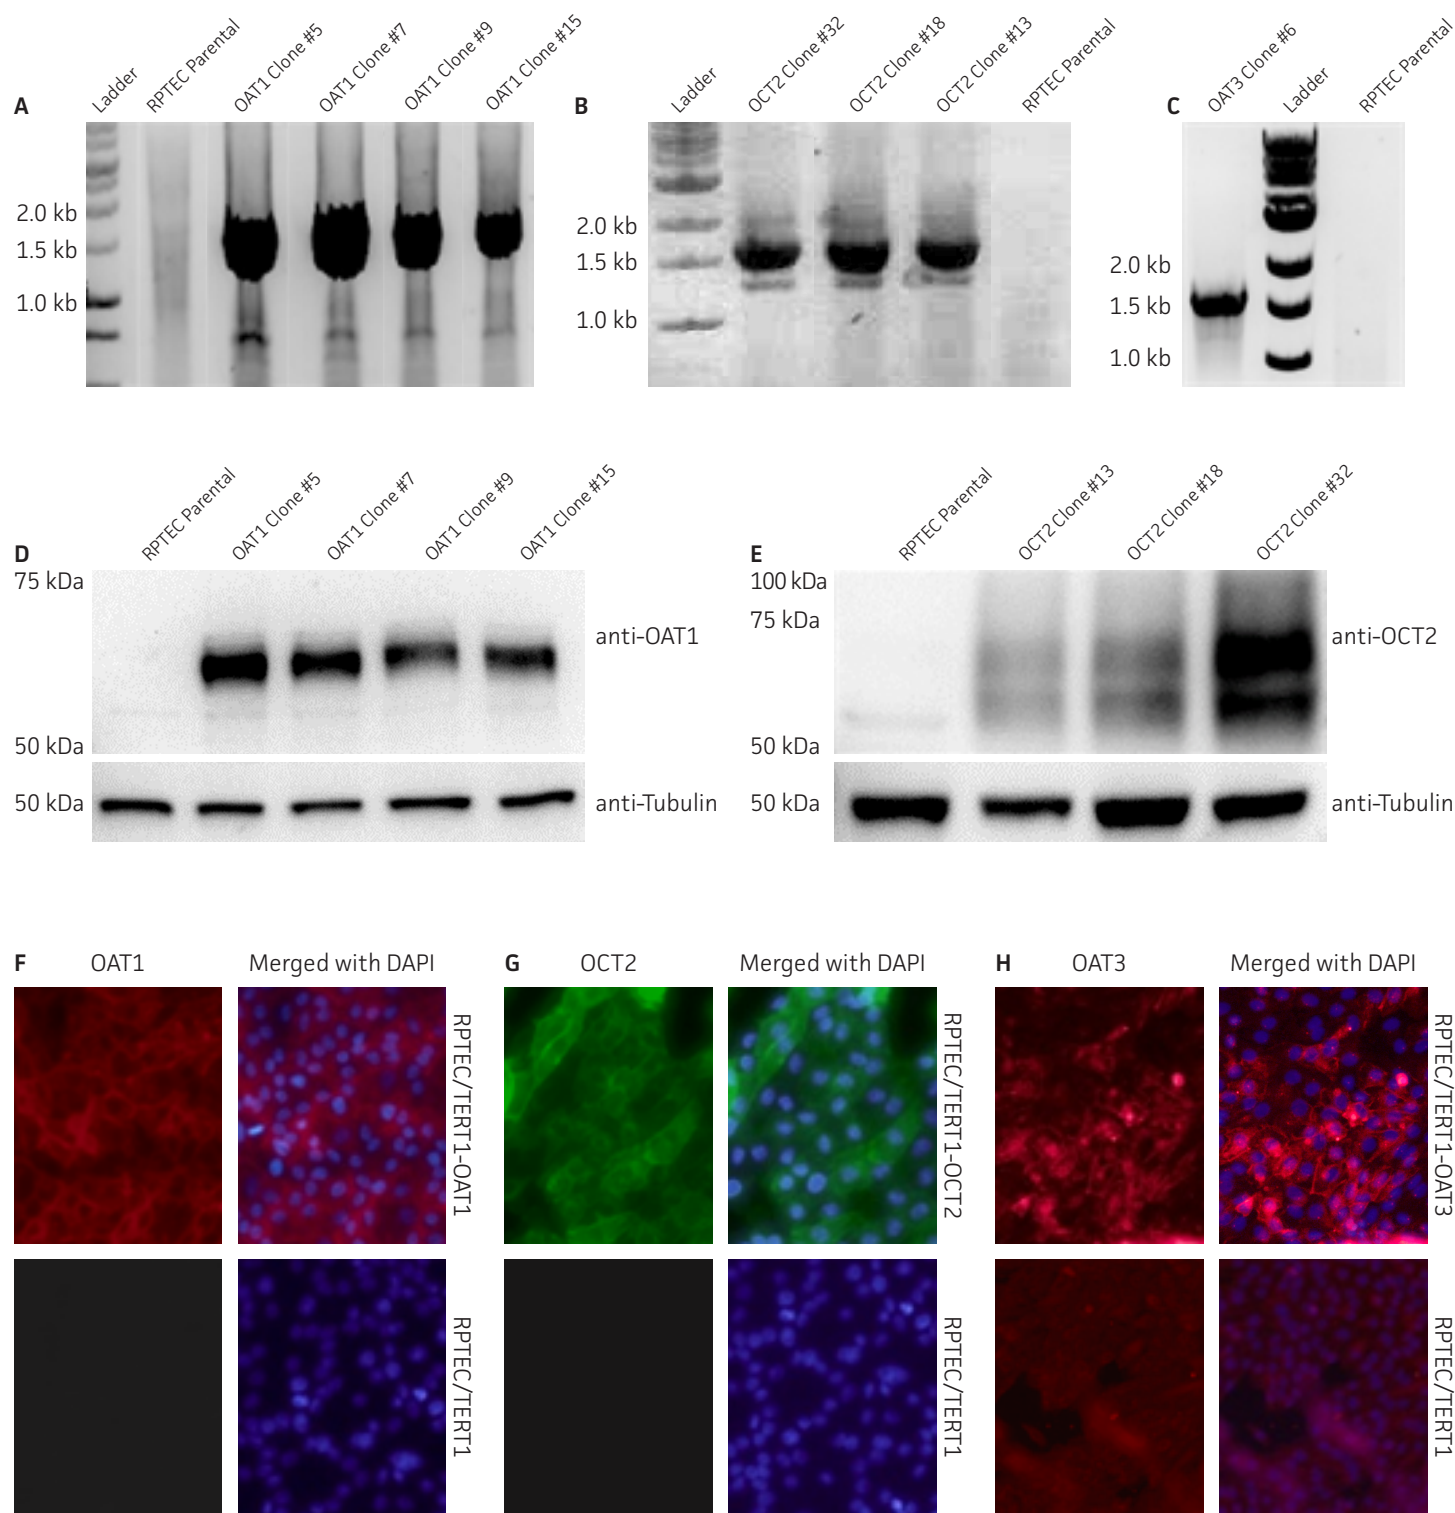 A
Ladder
RPTEC Parental
OAT1 Clone #5
OAT1 Clone #7
OAT1 Clone #9
OAT1 Clone #15
2.0 kb
1.5 kb
1.0 kb
B
Ladder
OCT2 Clone #32
OCT2 Clone #18
OCT2 Clone #13
RPTEC Parental
2.0 kb
1.5 kb
1.0 kb
C
OAT3 Clone #6
Ladder
RPTEC Parental
2.0 kb
1.5 kb
1.0 kb
D
RPTEC Parental
OAT1 Clone #5
OAT1 Clone #7
OAT1 Clone #9
OAT1 Clone #15
75 kDa
anti-OAT1
50 kDa
50 kDa
anti-Tubulin
E
RPTEC Parental
OCT2 Clone #13
OCT2 Clone #18
OCT2 Clone #32
100 kDa
75 kDa
anti-OCT2
50 kDa
50 kDa
anti-Tubulin
F
OAT1
Merged with DAPI
RPTEC/TERT1-OAT1
RPTEC/TERT1
G
OCT2
Merged with DAPI
RPTEC/TERT1-OCT2
RPTEC/TERT1
H
OAT3
Merged with DAPI
RPTEC/TERT1-OAT3
RPTEC/TERT1